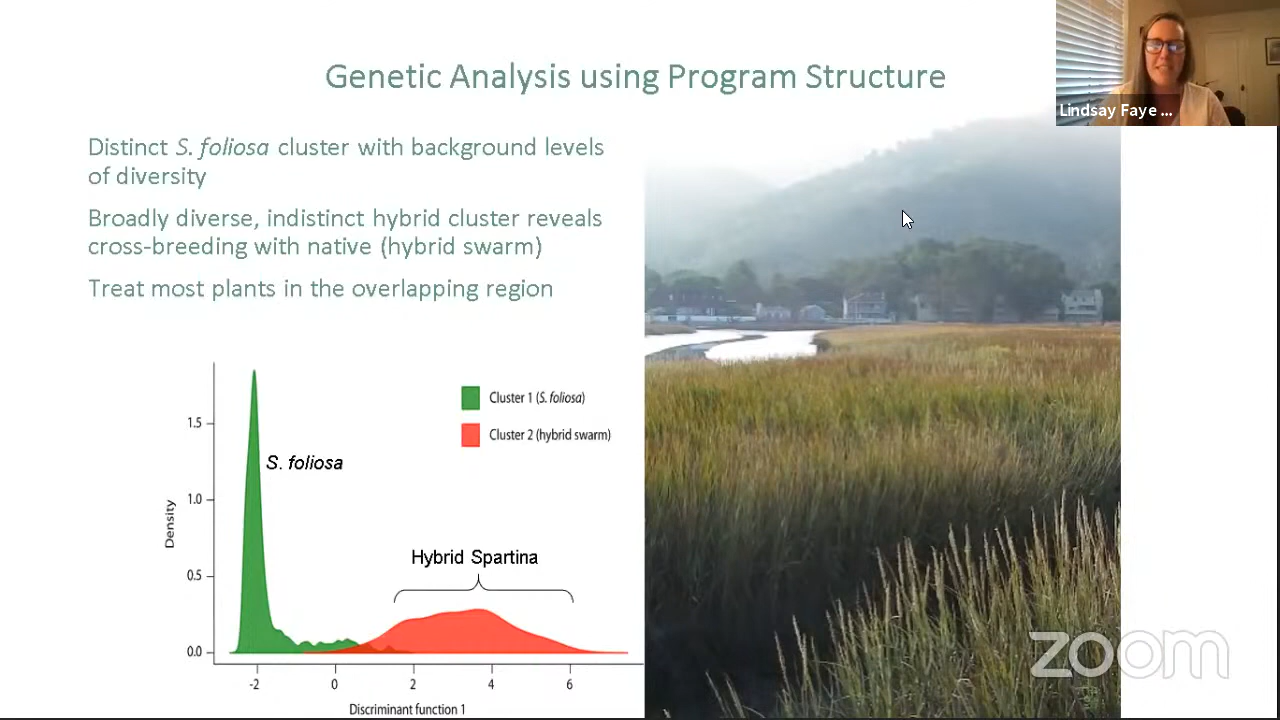 Genetic Analysis using Program Structure
Lindsay Faye ...
Distinct S. foliosa cluster with background levels
of diversity
Broadly diverse, indistinct hybrid cluster reveals
cross-breeding with native (hybrid swarm)
Treat most plants in the overlapping region
Cluster 1 (S. foliosa)
Cluster 2 (hybrid swarm)
S. foliosa
Hybrid Spartina
Density
1.5
1.0
0.5
0.0
-2 0 2 4 6
Discriminant function 1
zoom